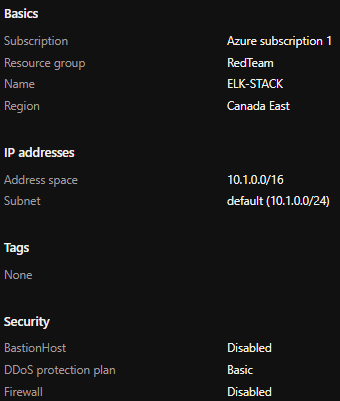 Basics
Subscription Azure subscription 1
Resource group RedTeam
Name ELK-STACK
Region Canada East
IP addresses
Address space 10.1.0.0/16
Subnet default (10.1.0.0/24)
Tags
None
Security
BastionHost Disabled
DDoS protection plan Basic
Firewall Disabled